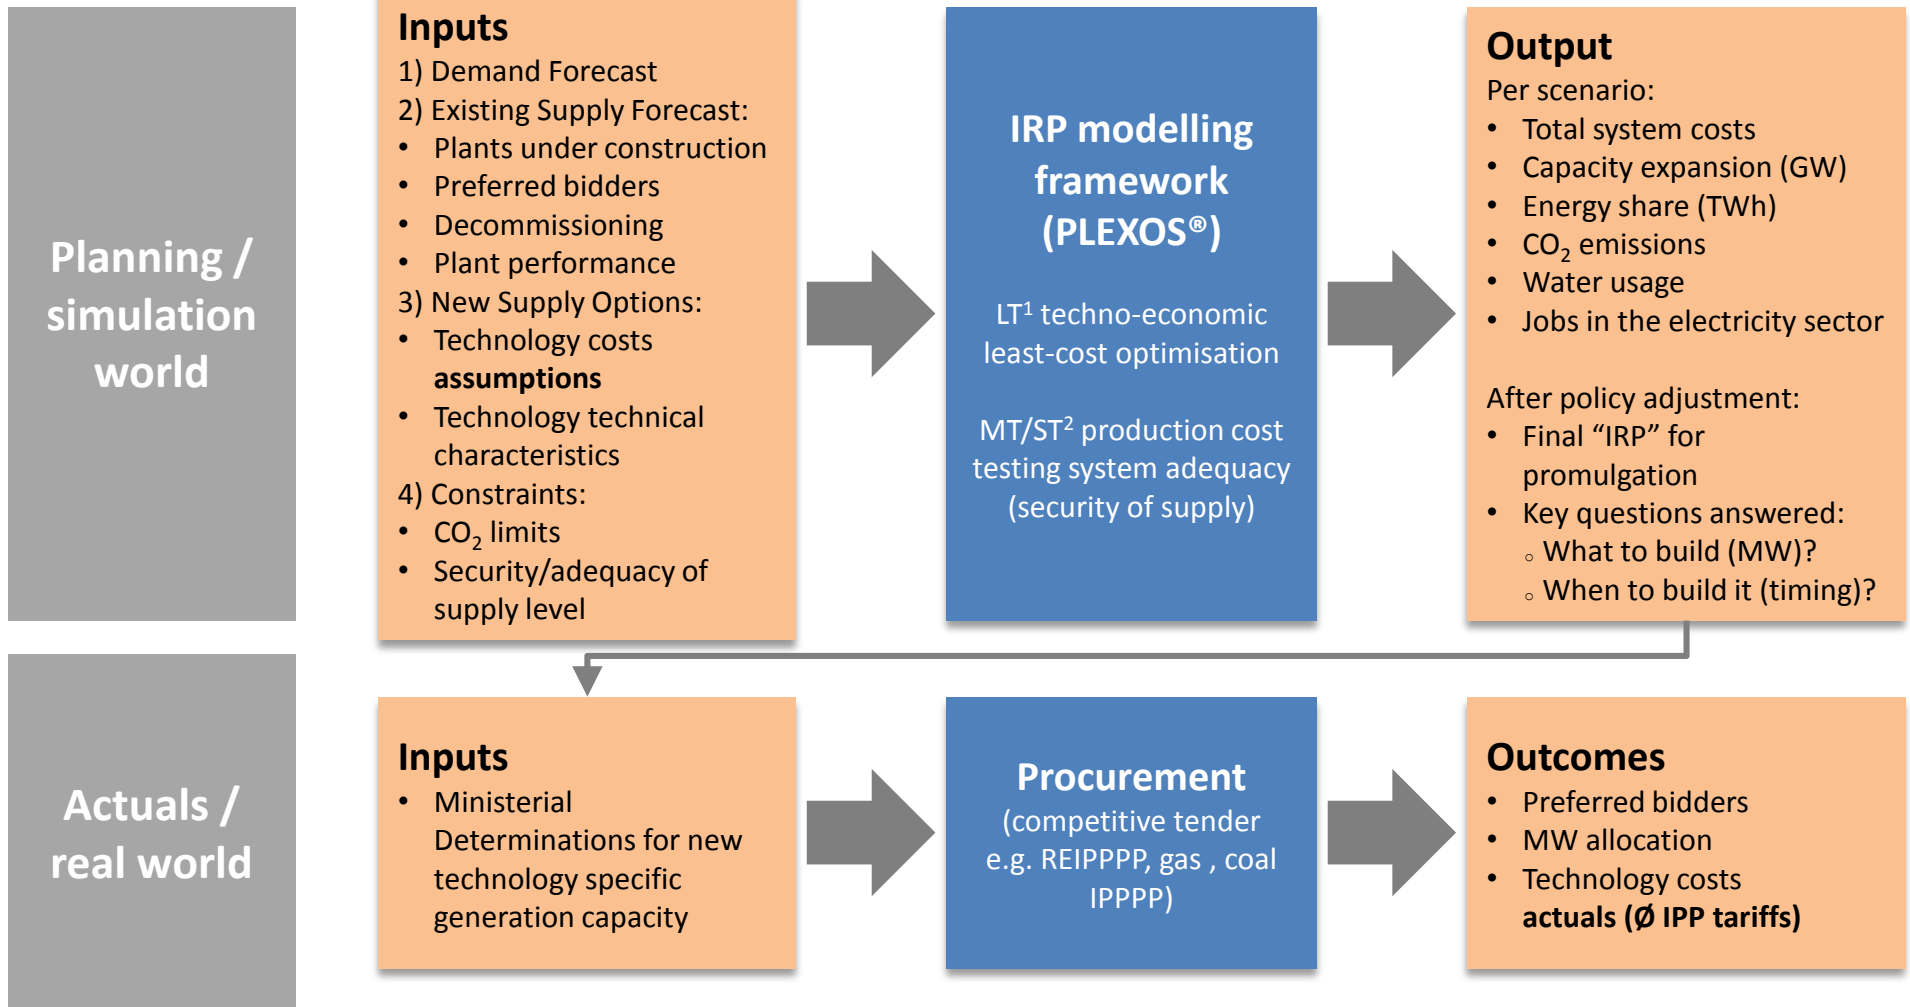 Planning /
simulation
world
Inputs
1) Demand Forecast
2) Existing Supply Forecast:
• Plants under construction
• Preferred bidders
• Decommissioning
• Plant performance
3) New Supply Options:
• Technology costs
assumptions
• Technology technical
characteristics
4) Constraints:
• CO₂ limits
• Security/adequacy of
supply level
IRP modelling
framework
(PLEXOS®)
LT¹ techno-economic
least-cost optimisation
MT/ST² production cost
testing system adequacy
(security of supply)
Output
Per scenario:
• Total system costs
• Capacity expansion (GW)
• Energy share (TWh)
• CO₂ emissions
• Water usage
• Jobs in the electricity sector
After policy adjustment:
• Final “IRP” for
promulgation
• Key questions answered:
○ What to build (MW)?
○ When to build it (timing)?
Actuals /
real world
Inputs
• Ministerial
Determinations for new
technology specific
generation capacity
Procurement
(competitive tender
e.g. REIPPPP, gas , coal
IPPPP)
Outcomes
• Preferred bidders
• MW allocation
• Technology costs
actuals (Ø IPP tariffs)